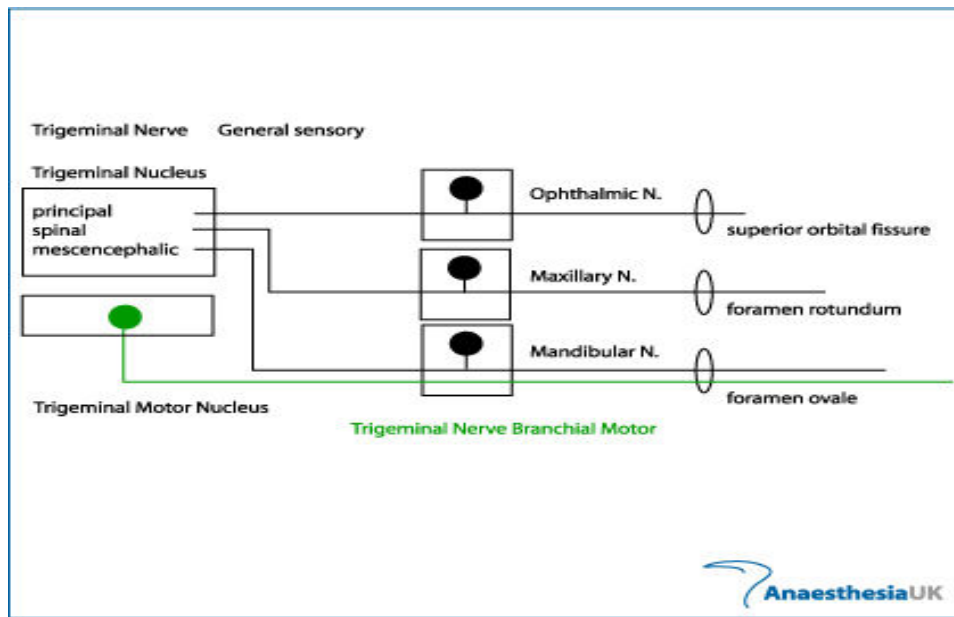 Trigeminal Nerve General sensory
Trigeminal Nucleus
principal
spinal
mescencephalic
Ophthalmic N.
superior orbital fissure
Maxillary N.
foramen rotundum
Mandibular N.
foramen ovale
Trigeminal Motor Nucleus
Trigeminal Nerve Branchial Motor
AnaesthesiaUK